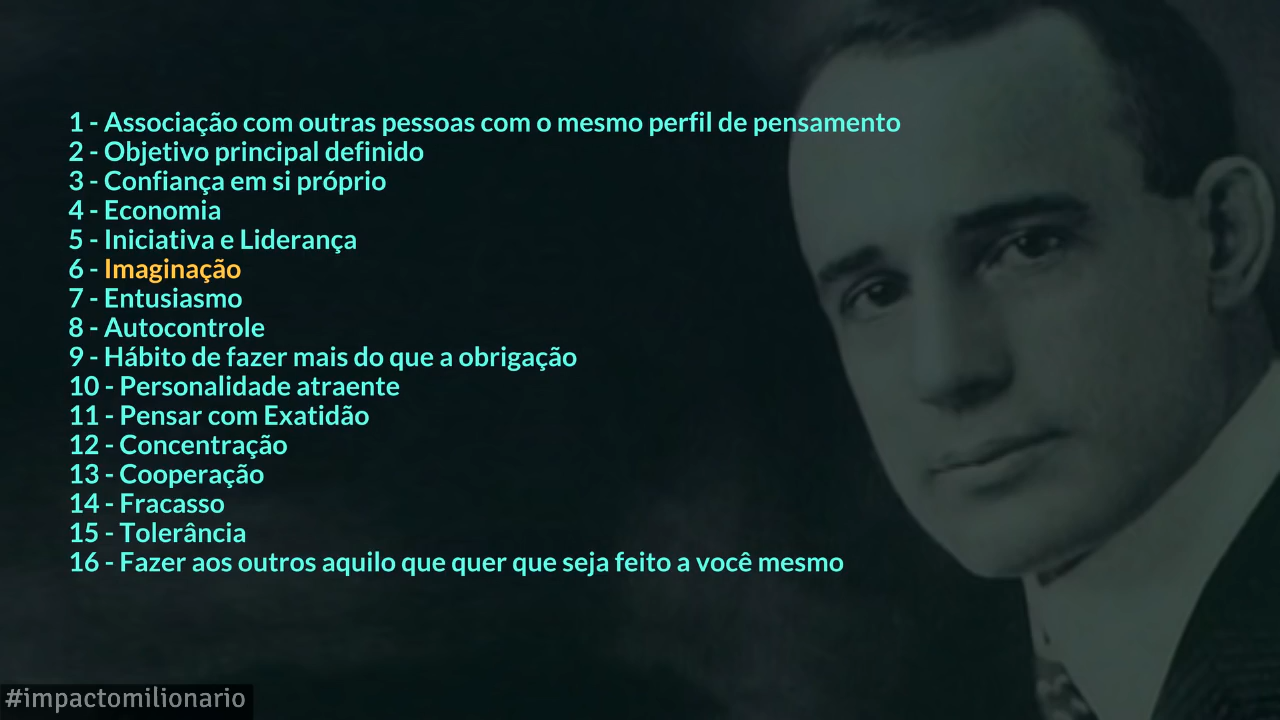 1 - Associação com outras pessoas com o mesmo perfil de pensamento
2 - Objetivo principal definido
3 - Confiança em si próprio
4 - Economia
5 - Iniciativa e Liderança
6 - Imaginação
7 - Entusiasmo
8 - Autocontrole
9 - Hábito de fazer mais do que a obrigação
10 - Personalidade atraente
11 - Pensar com Exatidão
12 - Concentração
13 - Cooperação
14 - Fracasso
15 - Tolerância
16 - Fazer aos outros aquilo que quer que seja feito a você mesmo
#impactomilionario